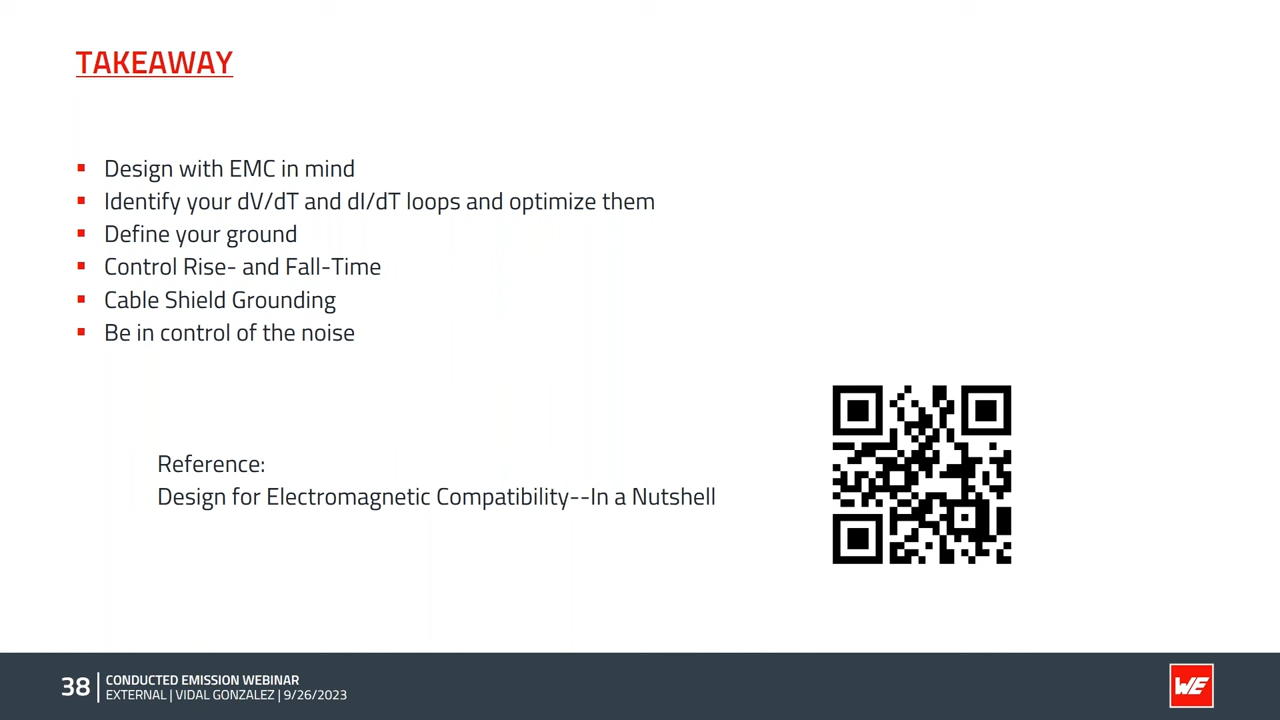 TAKEAWAY
Design with EMC in mind
Identify your dV/dT and dI/dT loops and optimize them
Define your ground
Control Rise- and Fall-Time
Cable Shield Grounding
Be in control of the noise
Reference:
Design for Electromagnetic Compatibility--In a Nutshell
38
CONDUCTED EMISSION WEBINAR
EXTERNAL | VIDAL GONZALEZ | 9/26/2023
WE